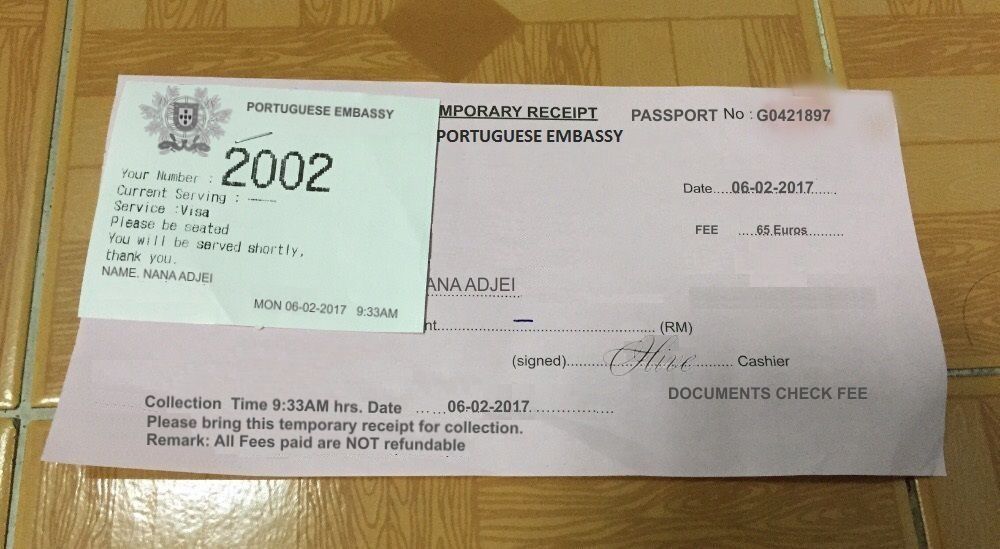 PORTUGUESE EMBASSY
Your Number : 2002
Current Serving : ----
Service :Visa
Please be seated
You will be served shortly,
thank you.
NAME. NANA ADJEI
MON 06-02-2017 9:33AM
MPORARY RECEIPT
PORTUGUESE EMBASSY
PASSPORT No : G0421897
Date....06-02-2017......
FEE ....65 Euros.........
ANA ADJEI
nt.................................................... (RM)
(signed)........Hive........ Cashier
DOCUMENTS CHECK FEE
Collection Time 9:33AM hrs. Date ......06-02-2017....................
Please bring this temporary receipt for collection.
Remark: All Fees paid are NOT refundable